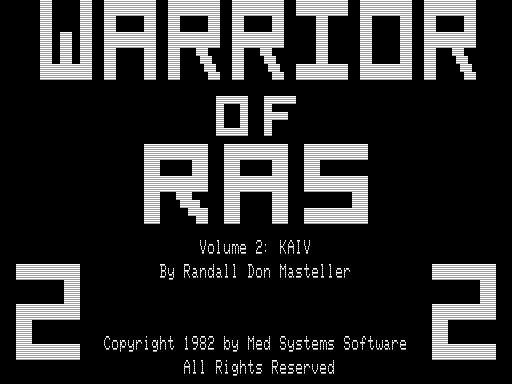 WARRIOR
OF
RAS
Volume 2: KAIV
By Randall Don Masteller
2 2
Copyright 1982 by Med Systems Software
All Rights Reserved